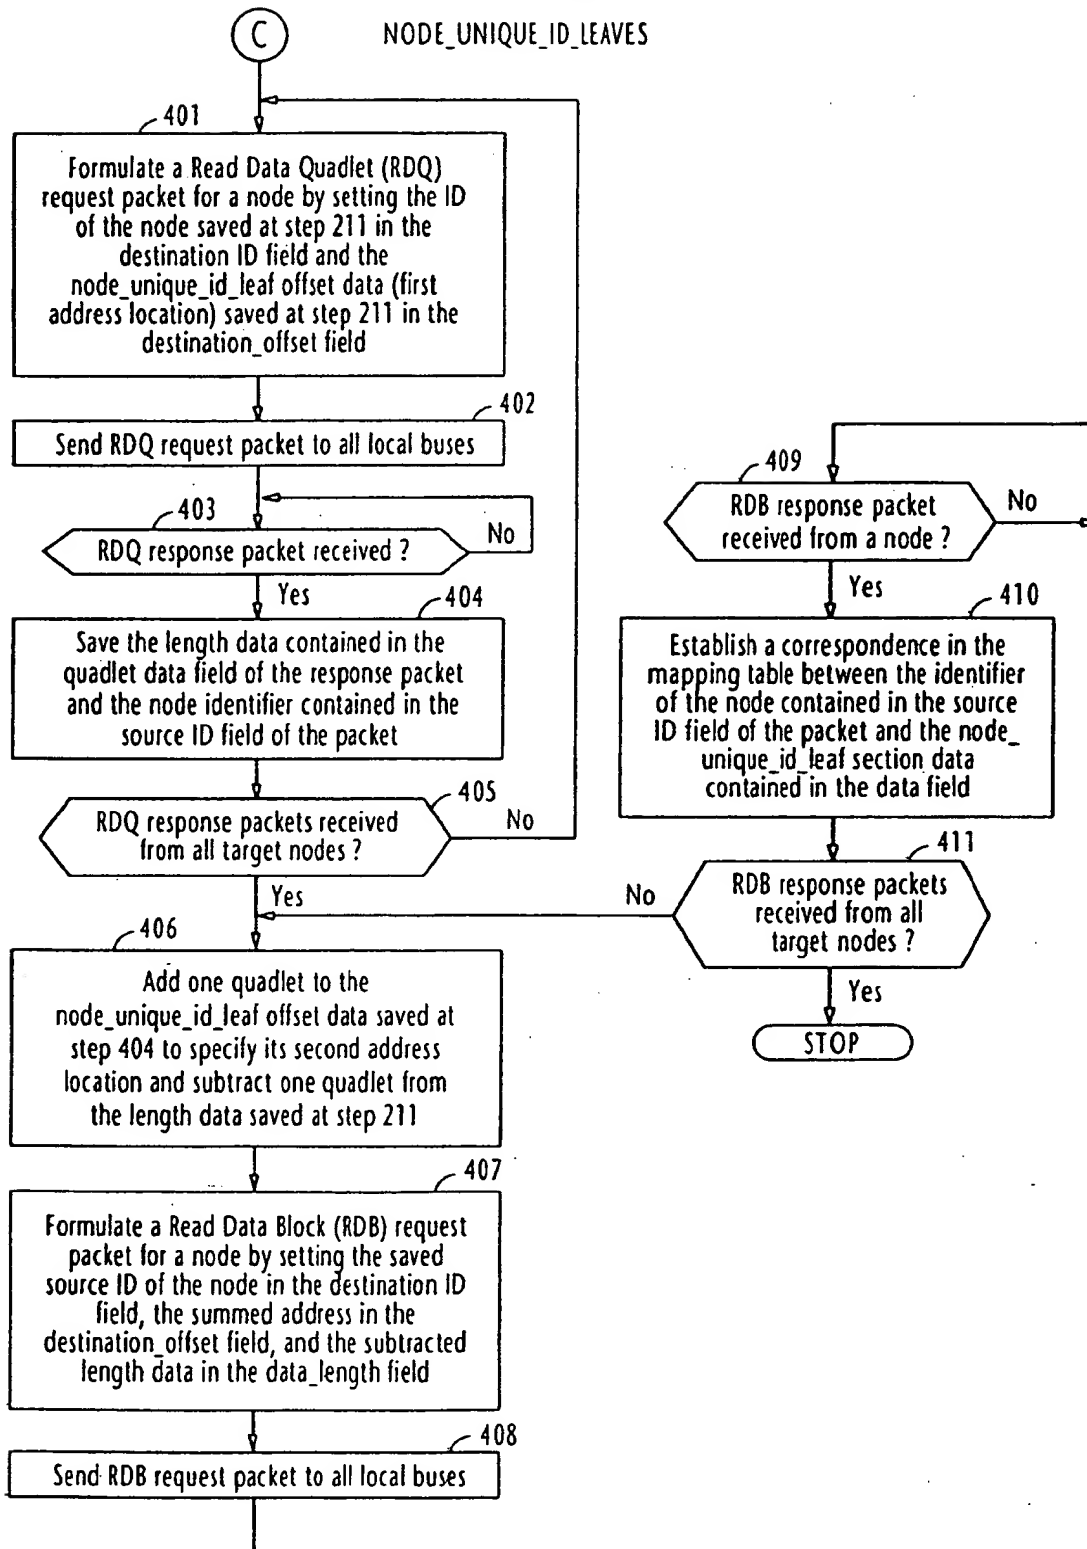 C
NODE_UNIQUE_ID_LEAVES
401
Formulate a Read Data Quadlet (RDQ)
request packet for a node by setting the ID
of the node saved at step 211 in the
destination ID field and the
node_unique_id_leaf offset data (first
address location) saved at step 211 in the
destination_offset field
402
Send RDQ request packet to all local buses
403
RDQ response packet received ?
No
Yes
404
Save the length data contained in the
quadlet data field of the response packet
and the node identifier contained in the
source ID field of the packet
405
RDQ response packets received
from all target nodes ?
No
Yes
406
Add one quadlet to the
node_unique_id_leaf offset data saved at
step 404 to specify its second address
location and subtract one quadlet from
the length data saved at step 211
407
Formulate a Read Data Block (RDB) request
packet for a node by setting the saved
source ID of the node in the destination ID
field, the summed address in the
destination_offset field, and the subtracted
length data in the data_length field
408
Send RDB request packet to all local buses
409
RDB response packet
received from a node ?
No
Yes
410
Establish a correspondence in the
mapping table between the identifier
of the node contained in the source
ID field of the packet and the node_
unique_id_leaf section data
contained in the data field
411
RDB response packets
received from all
target nodes ?
No
Yes
STOP